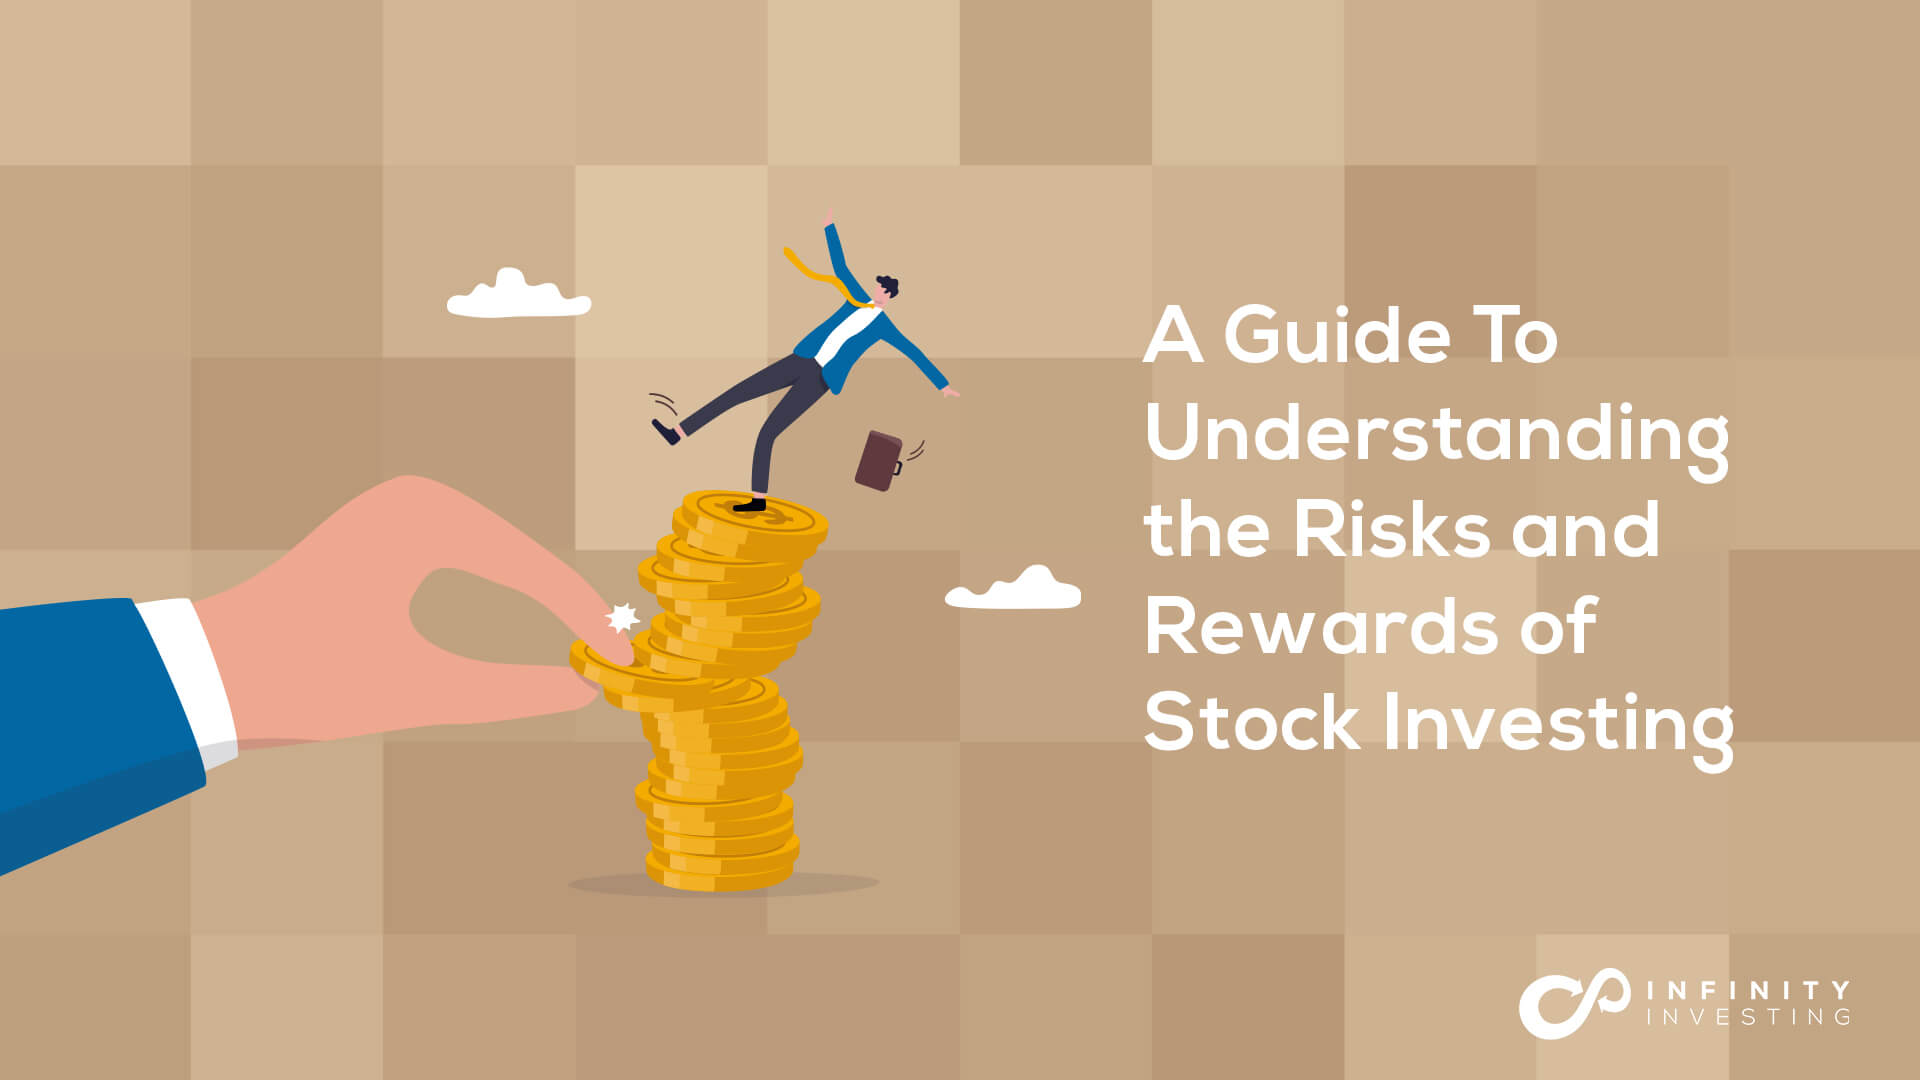 A Guide To
Understanding
the Risks and
Rewards of
Stock Investing
INFINITY
INVESTING